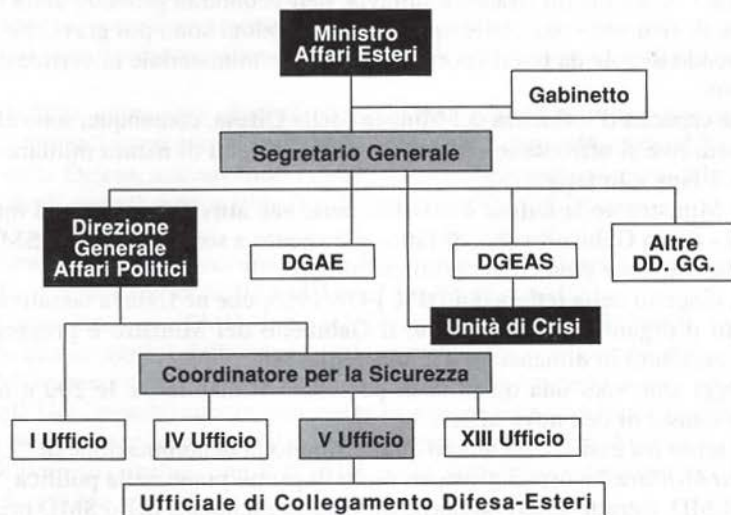 Ministro
Affari Esteri
Gabinetto
Segretario Generale
Direzione
Generale
Affari Politici
DGAE
DGEAS
Altre
DD. GG.
Unità di Crisi
Coordinatore per la Sicurezza
I Ufficio
IV Ufficio
V Ufficio
XIII Ufficio
Ufficiale di Collegamento Difesa-Esteri